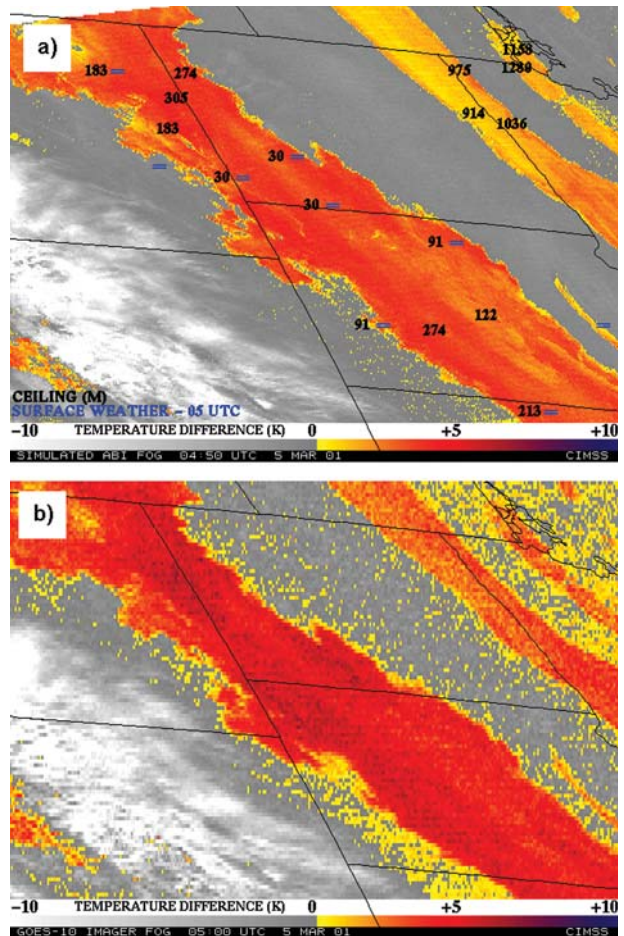 a)
1158
183
274
975
1280
305
914
1036
183
30
30
30
91
122
91
274
CEILING (M)
SURFACE WEATHER – 05 UTC
213
−10 TEMPERATURE DIFFERENCE (K) 0 +5 +10
SIMULATED ABI FOG 04:50 UTC 5 MAR 01 CIMSS
b)
−10 TEMPERATURE DIFFERENCE (K) 0 +5 +10
GOES-10 IMAGER FOG 05:00 UTC 5 MAR 01 CIMSS